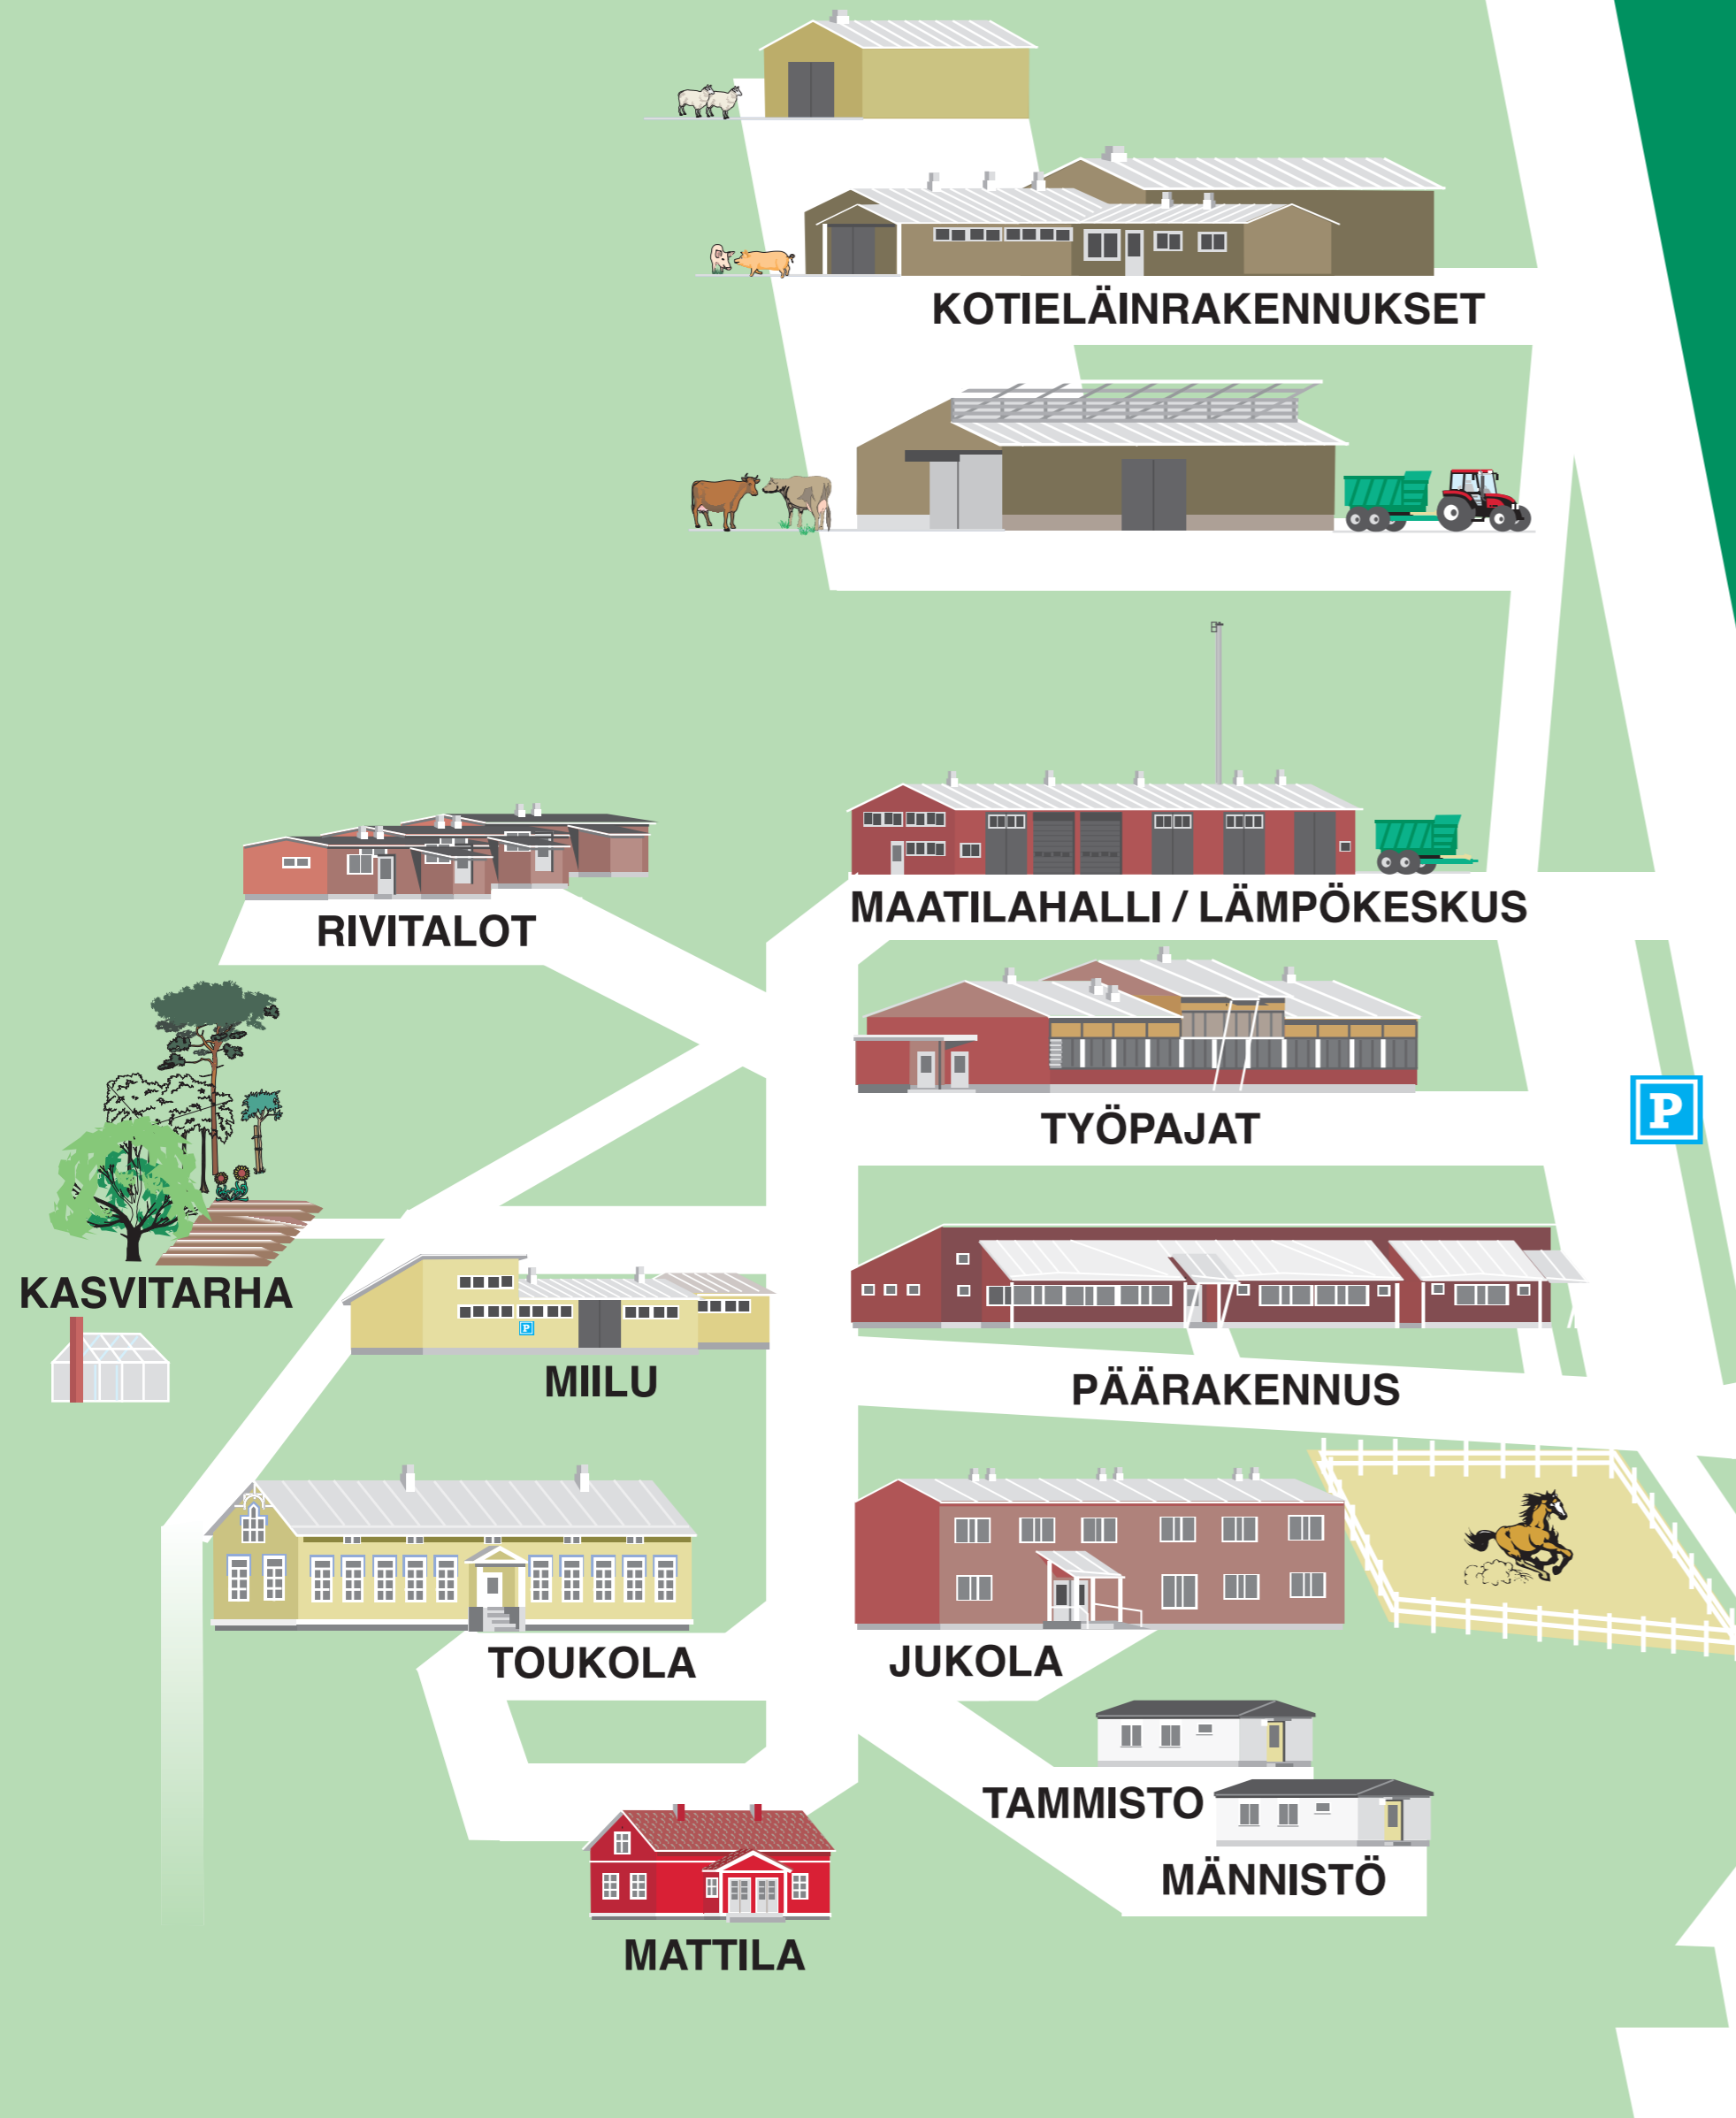 KOTIELÄINRAKENNUKSET
MAATILAHALLI / LÄMPÖKESKUS
RIVITALOT
P
TYÖPAJAT
KASVITARHA
P
MIILU
PÄÄRAKENNUS
TOUKOLA
JUKOLA
TAMMISTO
MÄNNISTÖ
MATTILA